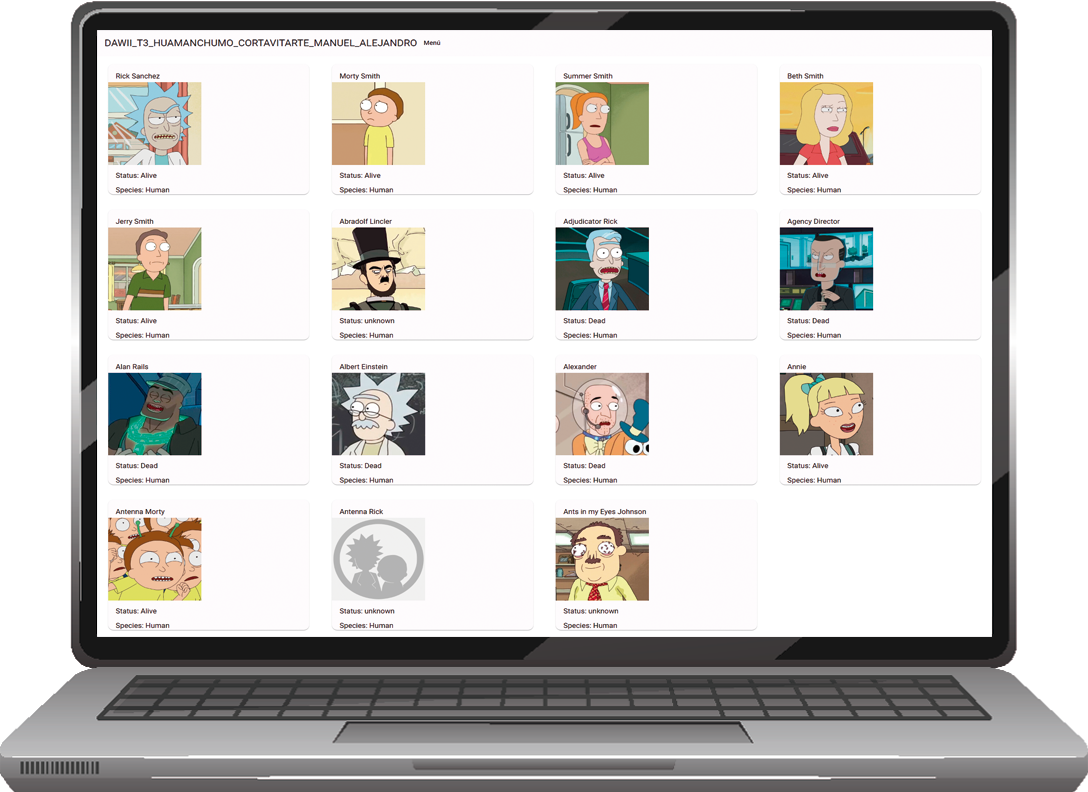 DAWII_T3_HUAMANCHUMO_CORTAVITARTE_MANUEL_ALEJANDRO Menú
Rick Sanchez
Status: Alive
Species: Human
Morty Smith
Status: Alive
Species: Human
Summer Smith
Status: Alive
Species: Human
Beth Smith
Status: Alive
Species: Human
Jerry Smith
Status: Alive
Species: Human
Abradolf Lincler
Status: unknown
Species: Human
Adjudicator Rick
Status: Dead
Species: Human
Agency Director
Status: Dead
Species: Human
Alan Rails
Status: Dead
Species: Human
Albert Einstein
Status: Dead
Species: Human
Alexander
Status: Dead
Species: Human
Annie
Status: Alive
Species: Human
Antenna Morty
Status: Alive
Species: Human
Antenna Rick
Status: unknown
Species: Human
Ants in my Eyes Johnson
Status: unknown
Species: Human